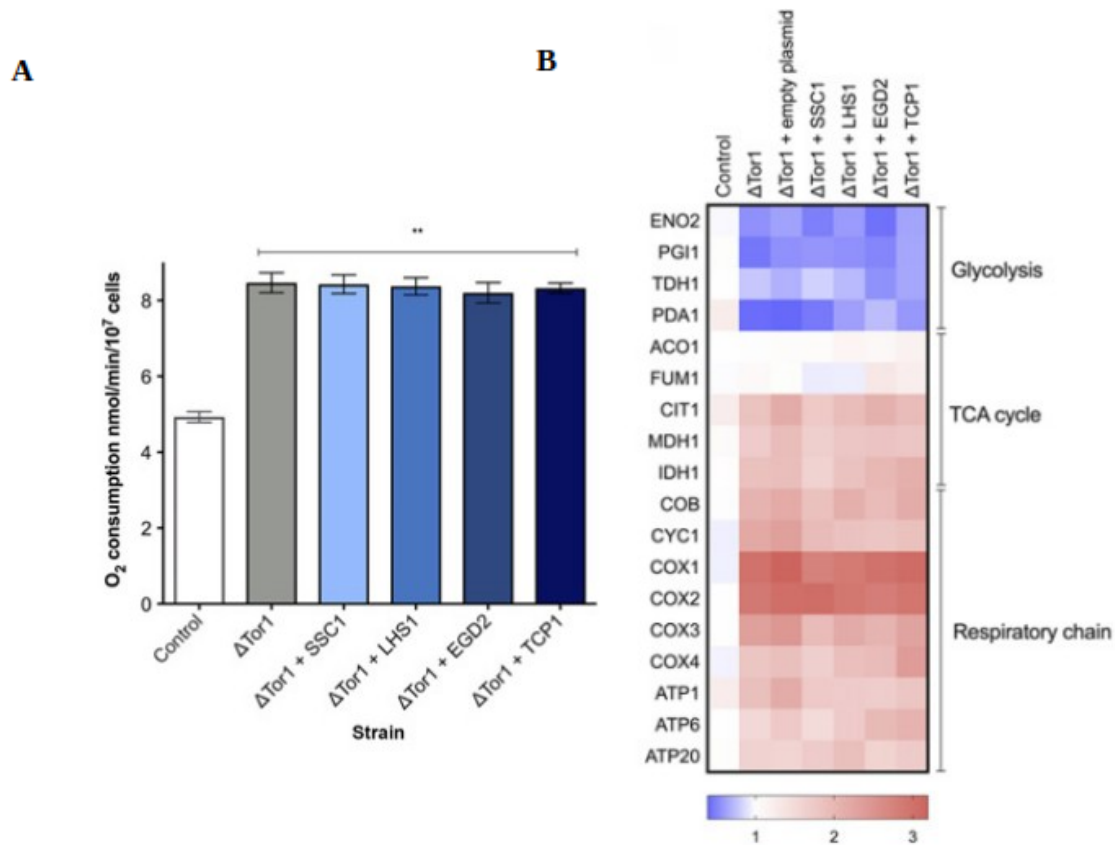 A
B
**
O2 consumption nmol/min/10^7 cells
8
6
4
2
0
Control
ΔTor1
ΔTor1 + SSC1
ΔTor1 + LHS1
ΔTor1 + EGD2
ΔTor1 + TCP1
Strain
Control
ΔTor1
ΔTor1 + empty plasmid
ΔTor1 + SSC1
ΔTor1 + LHS1
ΔTor1 + EGD2
ΔTor1 + TCP1
ENO2
PGI1
TDH1
PDA1
ACO1
FUM1
CIT1
MDH1
IDH1
COB
CYC1
COX1
COX2
COX3
COX4
ATP1
ATP6
ATP20
Glycolysis
TCA cycle
Respiratory chain
1 2 3